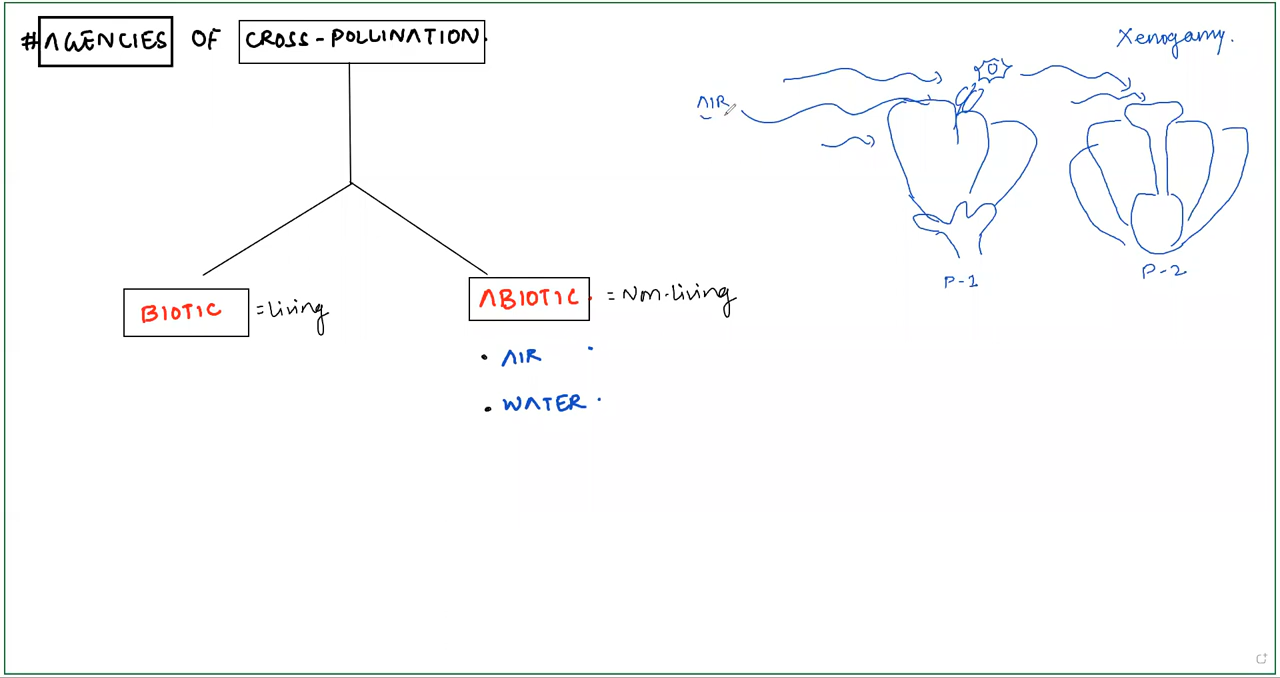 # AGENCIES OF CROSS-POLLINATION.
Xenogamy.
AIR
P-1
P-2
BIOTIC = Living
ABIOTIC. = Non-living
• AIR
• WATER